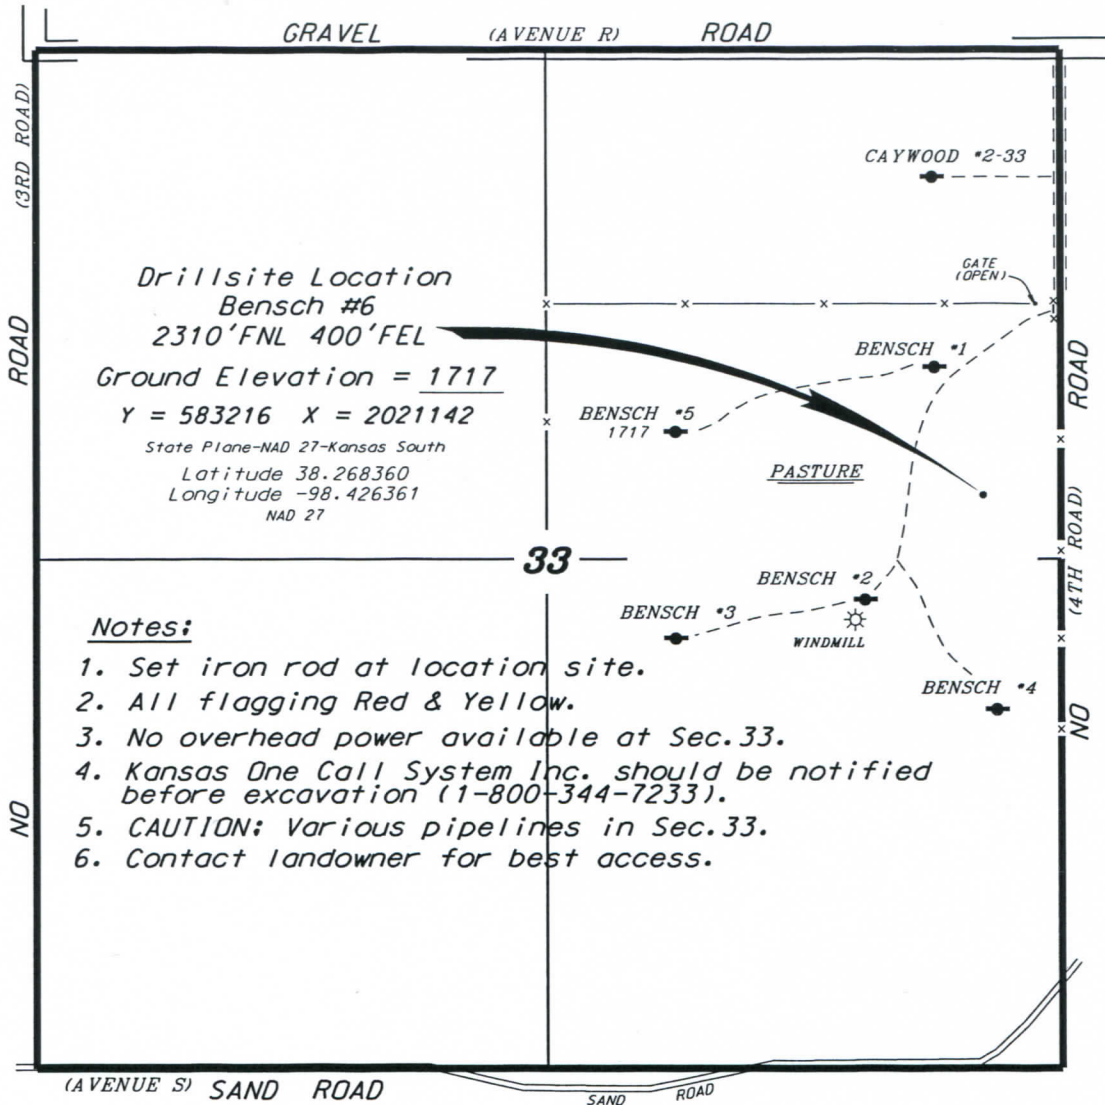 GRAVEL (AVENUE R) ROAD
(3RD ROAD)
CAYWOOD #2-33
GATE
(OPEN)
Drillsite Location
Bensch #6
2310'FNL 400'FEL
Ground Elevation = 1717
Y = 583216 X = 2021142
State Plane-NAD 27-Kansas South
Latitude 38.268360
Longitude -98.426361
NAD 27
ROAD
BENSCH #1
ROAD
BENSCH #5
1717
PASTURE
(4TH ROAD)
33
BENSCH #2
BENSCH #3
WINDMILL
BENSCH #4
NO
Notes:
1. Set iron rod at location site.
2. All flagging Red & Yellow.
3. No overhead power available at Sec.33.
4. Kansas One Call System Inc. should be notified
before excavation (1-800-344-7233).
5. CAUTION: Various pipelines in Sec.33.
6. Contact landowner for best access.
NO
(AVENUE S) SAND ROAD
SAND ROAD